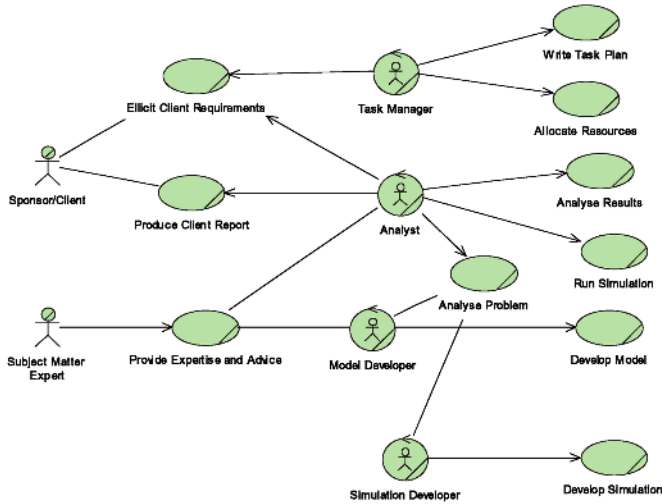 Write Task Plan
Ellicit Client Requirements
Task Manager
Allocate Resources
Sponsor/Client
Produce Client Report
Analyst
Analyse Results
Run Simulation
Analyse Problem
Subject Matter
Expert
Provide Expertise and Advice
Model Developer
Develop Model
Simulation Developer
Develop Simulation